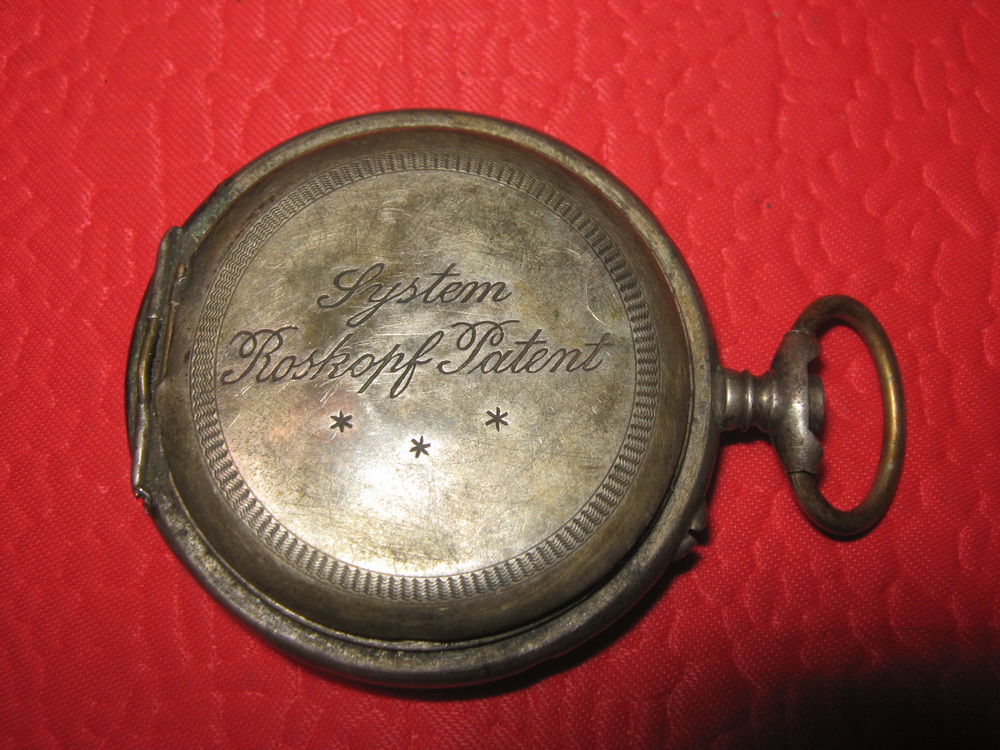 System
Roskopf Patent
* * *